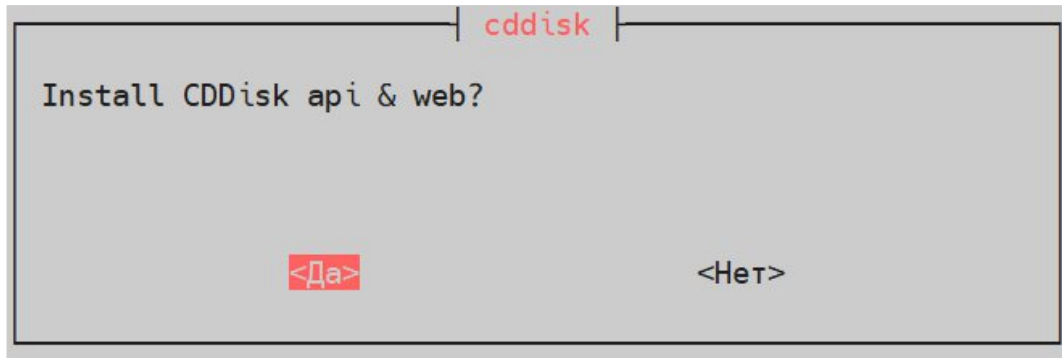 cddisk
Install CDDisk api & web?
<Да> <Нет>